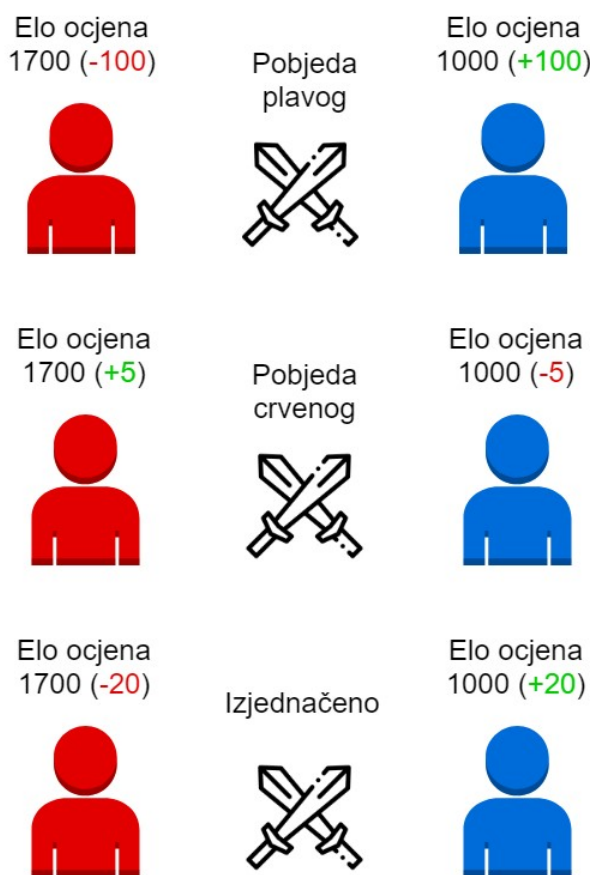 Elo ocjena
1700 (-100)
Pobjeda
plavog
Elo ocjena
1000 (+100)
Elo ocjena
1700 (+5)
Pobjeda
crvenog
Elo ocjena
1000 (-5)
Elo ocjena
1700 (-20)
Izjednačeno
Elo ocjena
1000 (+20)